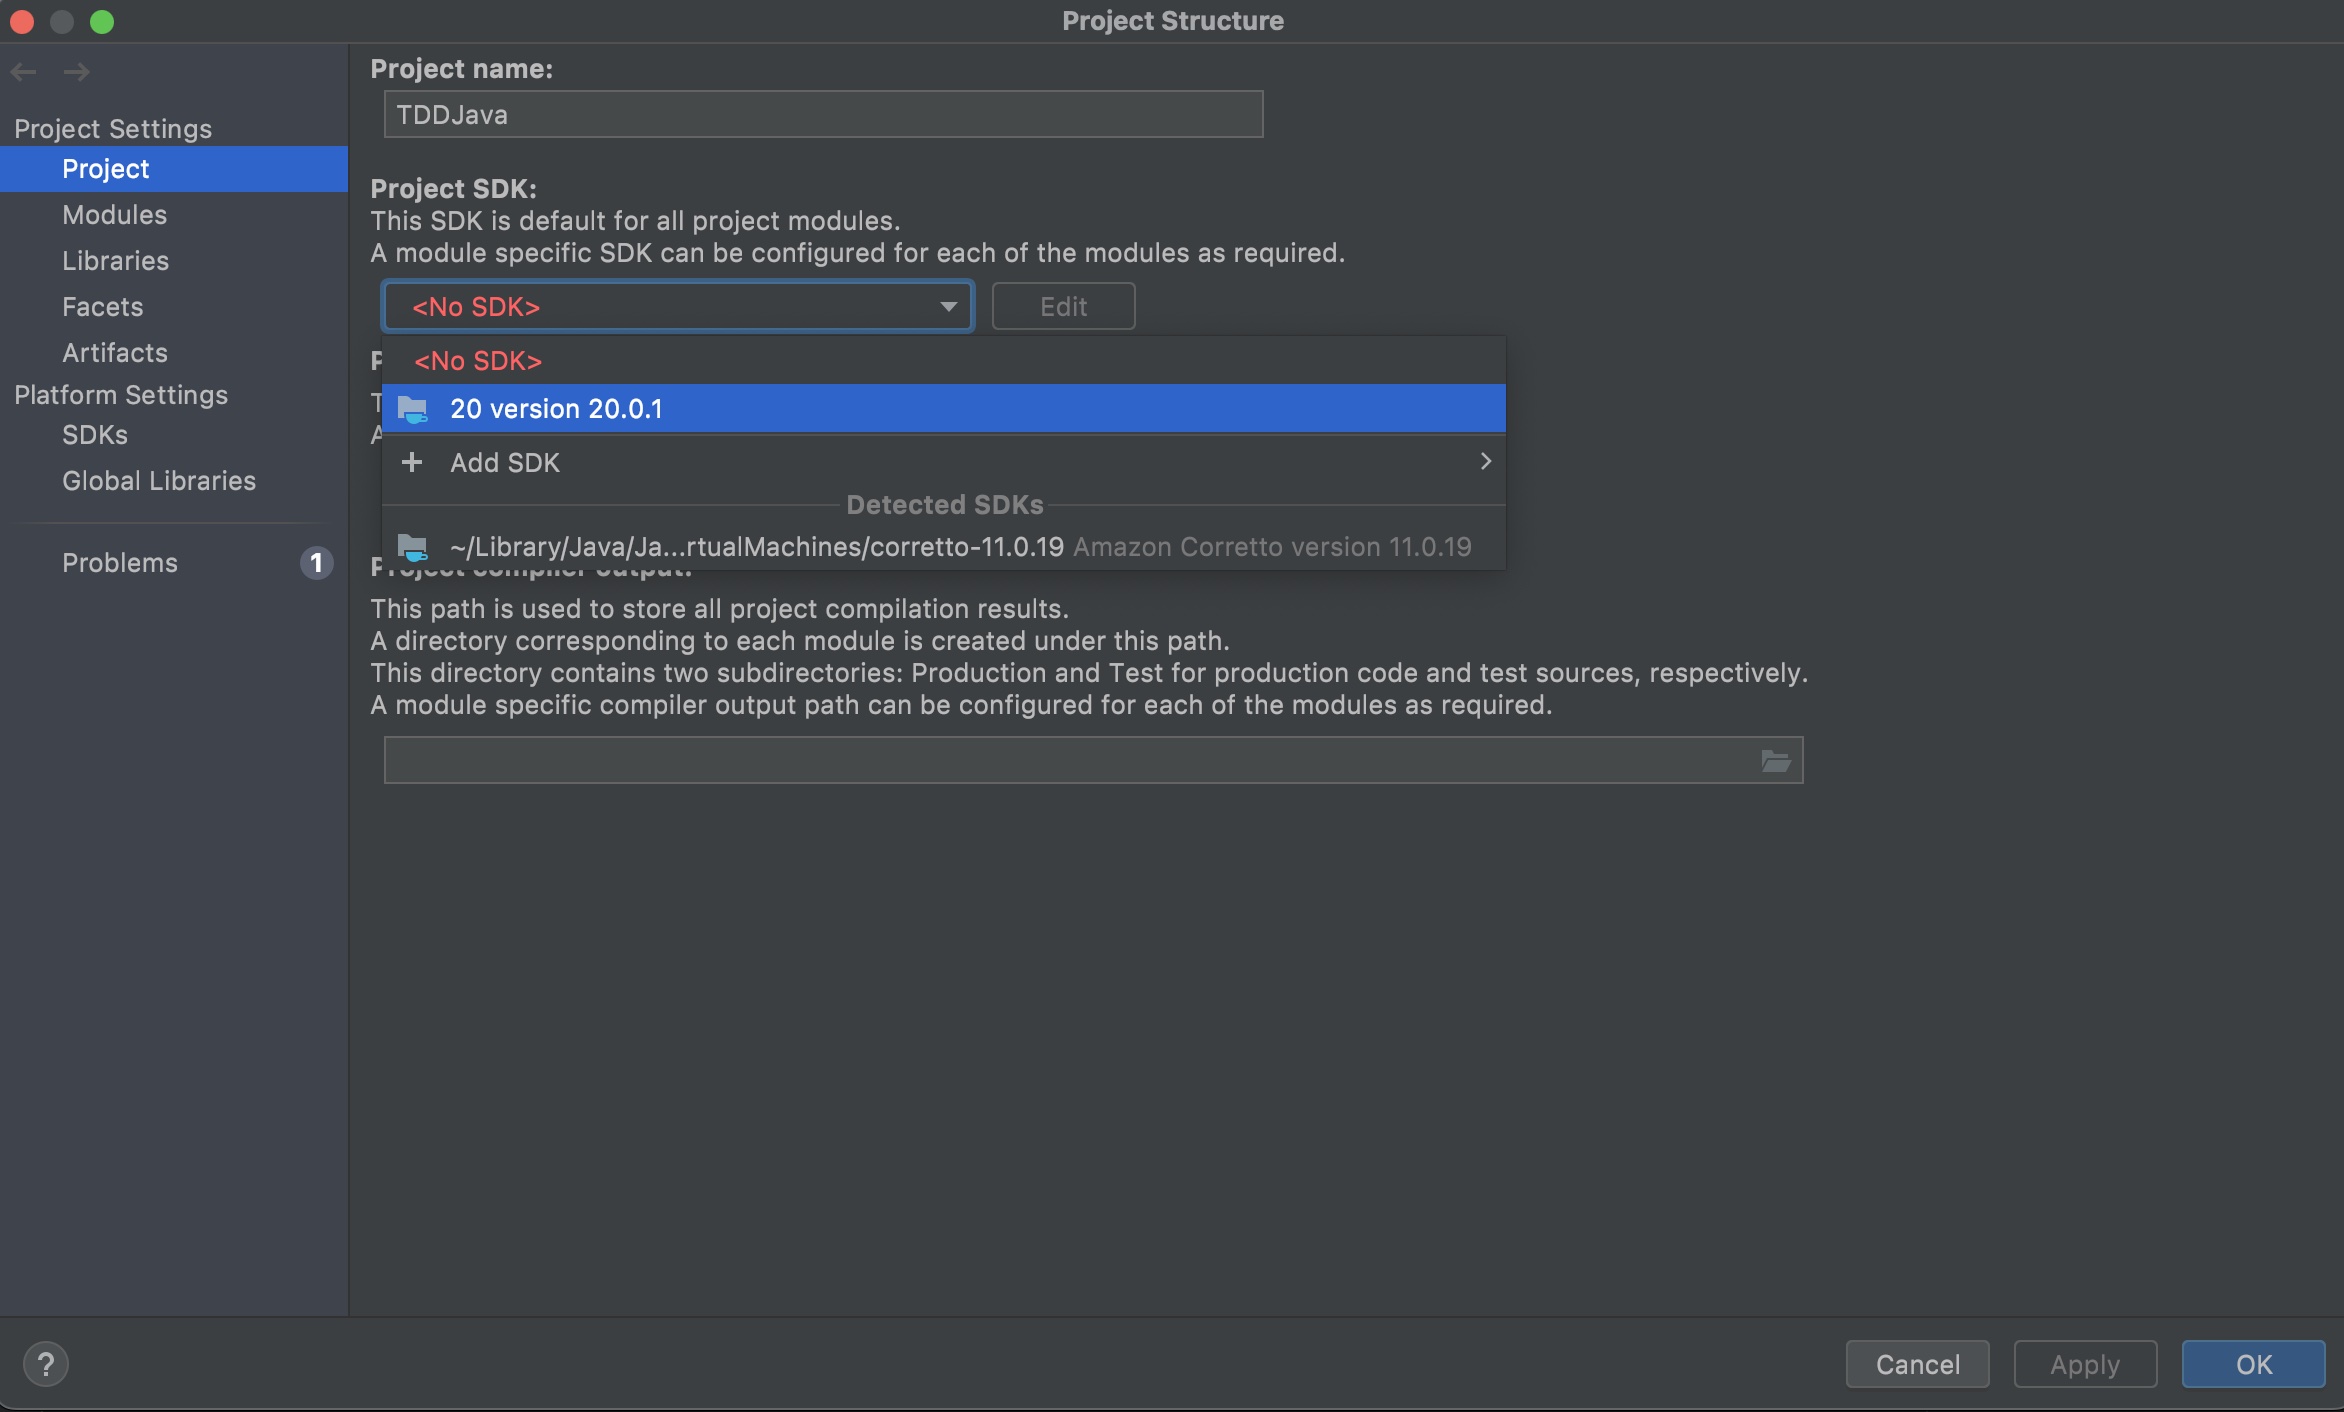 Project Structure
Project Settings
Project
Modules
Libraries
Facets
Artifacts
Platform Settings
SDKs
Global Libraries
Problems 1
Project name:
TDDJava
Project SDK:
This SDK is default for all project modules.
A module specific SDK can be configured for each of the modules as required.
<No SDK> Edit
<No SDK>
20 version 20.0.1
+ Add SDK
Detected SDKs
~/Library/Java/Ja...rtualMachines/corretto-11.0.19 Amazon Corretto version 11.0.19
Project compiler output:
This path is used to store all project compilation results.
A directory corresponding to each module is created under this path.
This directory contains two subdirectories: Production and Test for production code and test sources, respectively.
A module specific compiler output path can be configured for each of the modules as required.
? Cancel Apply OK